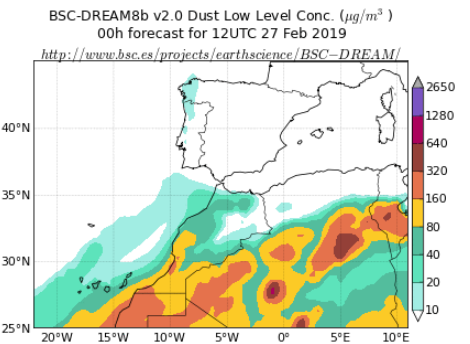 BSC-DREAM8b v2.0 Dust Low Level Conc. (μg/m³ )
00h forecast for 12UTC 27 Feb 2019
http://www.bsc.es/projects/earthscience/BSC−DREAM/
2650
1280
40°N
640
320
35°N
160
80
30°N
40
20
10
25°N
20°W 15°W 10°W 5°W 0° 5°E 10°E